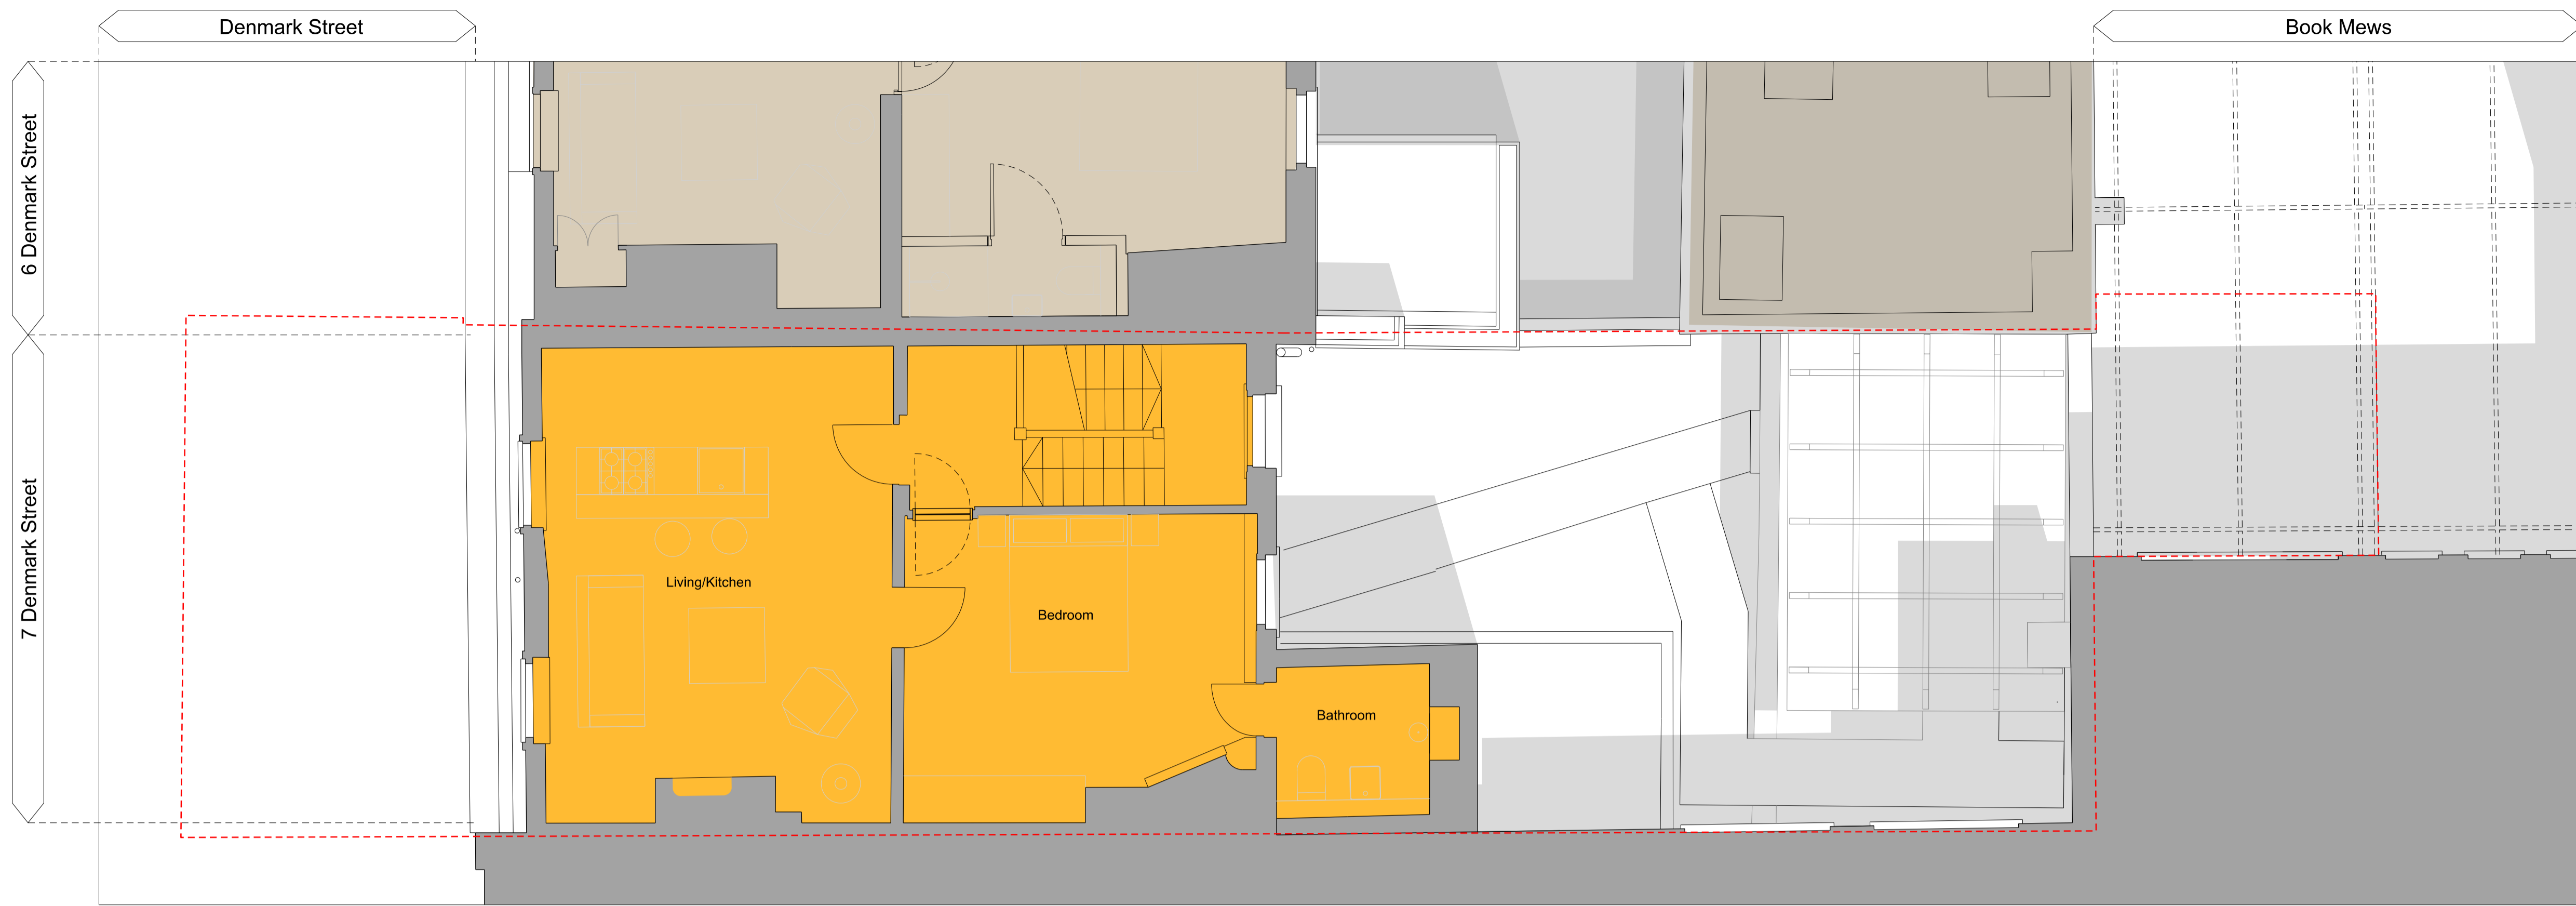 Denmark Street
Book Mews
6 Denmark Street
7 Denmark Street
Living/Kitchen
Bedroom
Bathroom